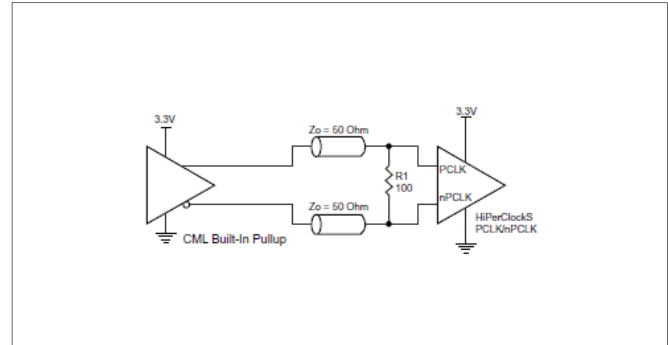 3.3V
3.3V
Zo = 50 Ohm
PCLK
R1
100
nPCLK
Zo = 50 Ohm
HiPerClockS
PCLK/nPCLK
CML Built-In Pullup